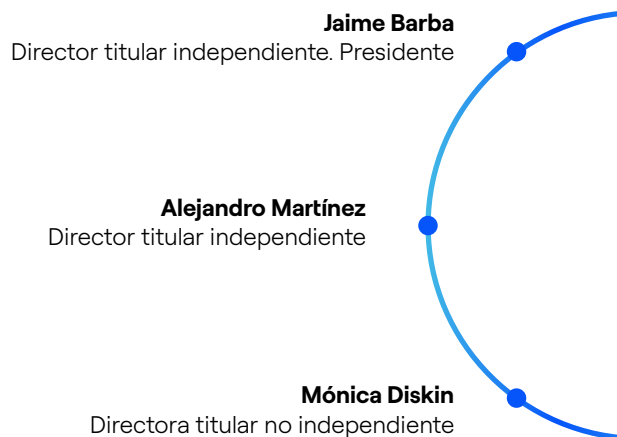 Jaime Barba
Director titular independiente. Presidente
Alejandro Martínez
Director titular independiente
Mónica Diskin
Directora titular no independiente